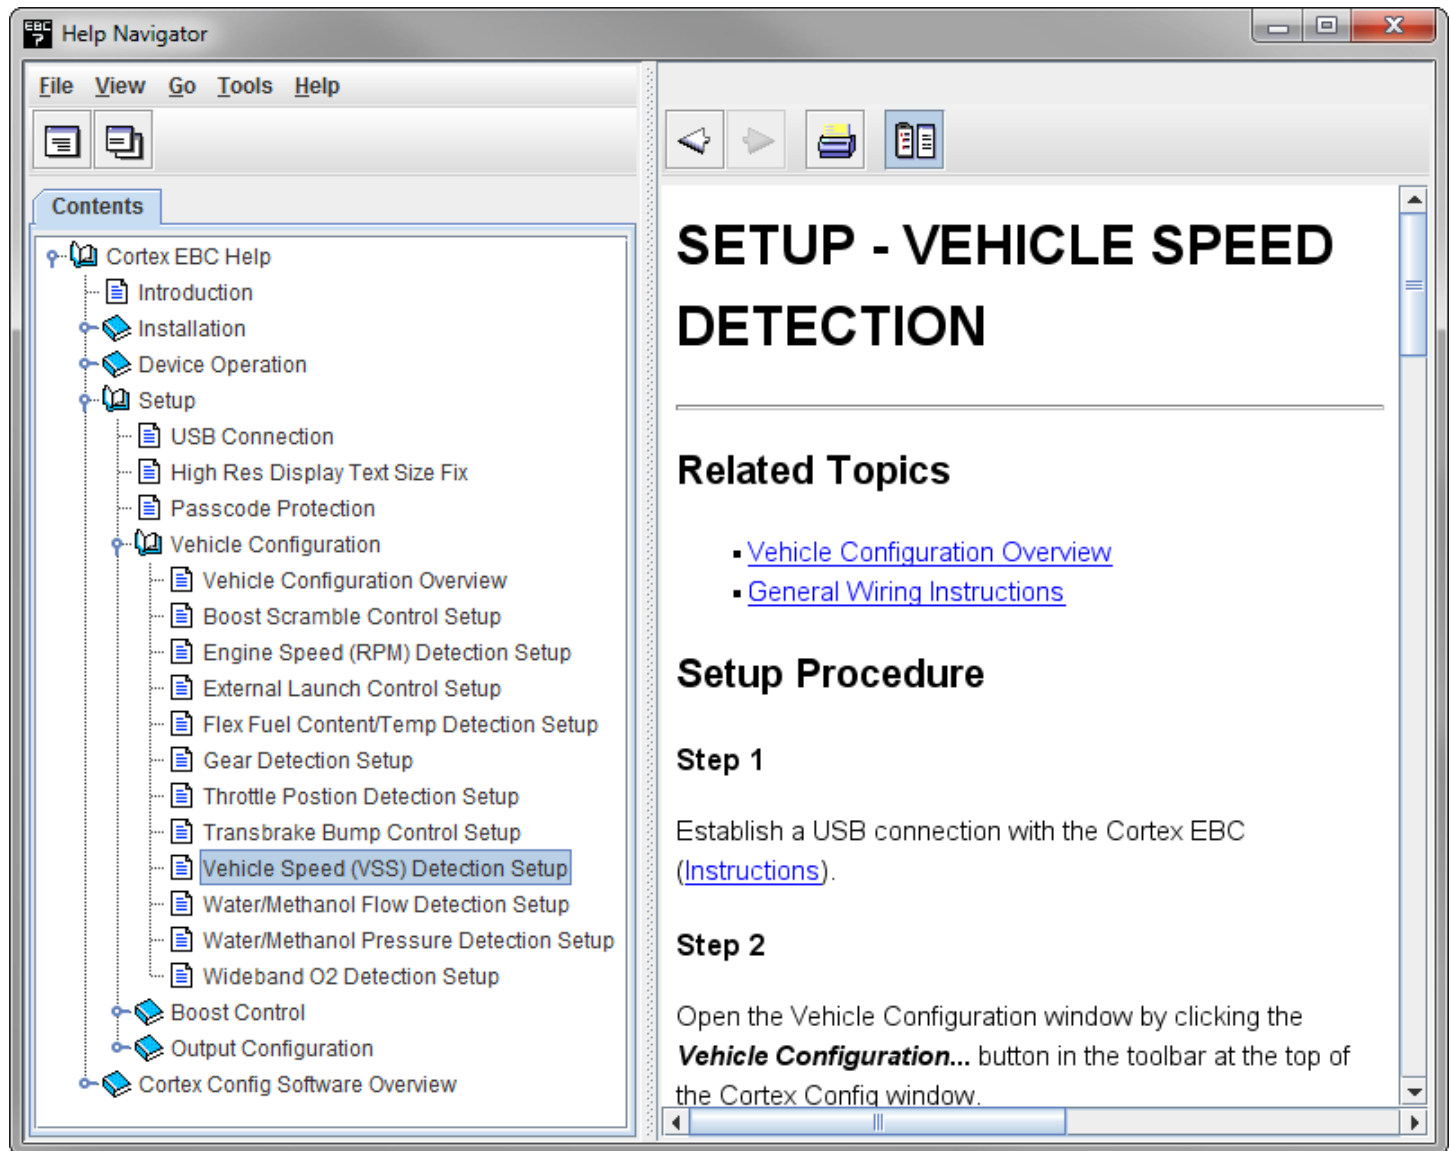 EBC
?
Help Navigator
File View Go Tools Help
Contents
Cortex EBC Help
Introduction
Installation
Device Operation
Setup
USB Connection
High Res Display Text Size Fix
Passcode Protection
Vehicle Configuration
Vehicle Configuration Overview
Boost Scramble Control Setup
Engine Speed (RPM) Detection Setup
External Launch Control Setup
Flex Fuel Content/Temp Detection Setup
Gear Detection Setup
Throttle Postion Detection Setup
Transbrake Bump Control Setup
Vehicle Speed (VSS) Detection Setup
Water/Methanol Flow Detection Setup
Water/Methanol Pressure Detection Setup
Wideband O2 Detection Setup
Boost Control
Output Configuration
Cortex Config Software Overview
SETUP - VEHICLE SPEED
DETECTION
Related Topics
Vehicle Configuration Overview
General Wiring Instructions
Setup Procedure
Step 1
Establish a USB connection with the Cortex EBC
(Instructions).
Step 2
Open the Vehicle Configuration window by clicking the
Vehicle Configuration... button in the toolbar at the top of
the Cortex Config window.